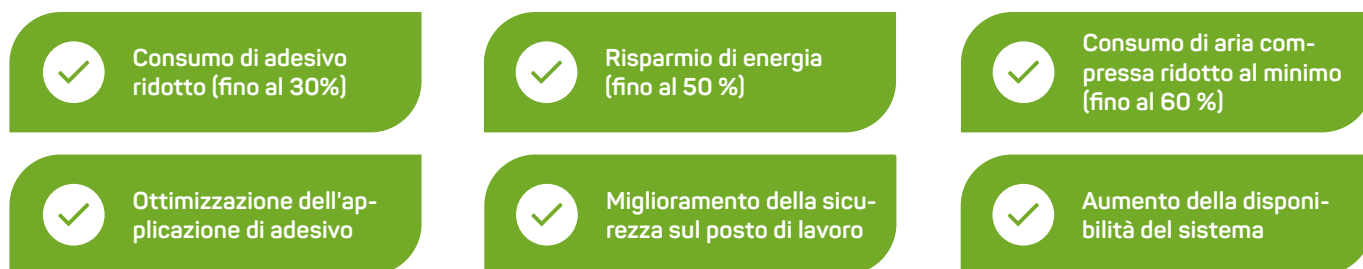 Consumo di adesivo
ridotto (fino al 30%)
Risparmio di energia
(fino al 50 %)
Consumo di aria com-
pressa ridotto al minimo
(fino al 60 %)
Ottimizzazione dell'ap-
plicazione di adesivo
Miglioramento della sicu-
rezza sul posto di lavoro
Aumento della disponi-
bilità del sistema